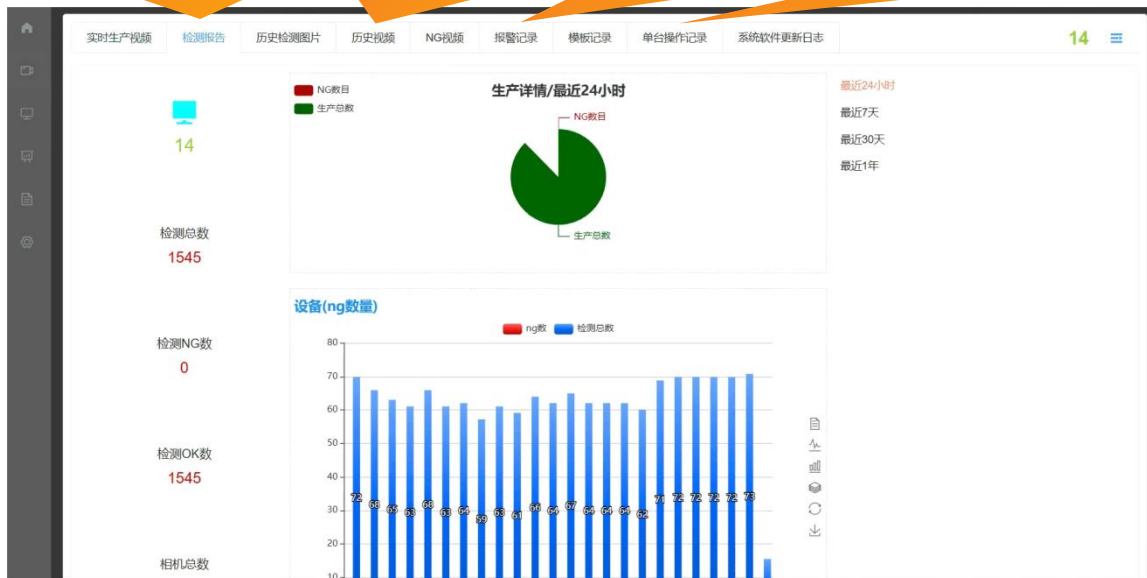 实时生产视频 检测报告 历史检测图片 历史视频 NG视频 报警记录 模板记录 单台操作记录 系统软件更新日志 14
14
检测总数
1545
检测NG数
0
检测OK数
1545
相机总数
NG数目
生产总数
生产详情/最近24小时
NG数目
生产总数
最近24小时
最近7天
最近30天
最近1年
设备(ng数量)
ng数 检测总数
80
70
60
50
40
30
20
10
72 68 65 63 68 63 64 59 63 61 66 64 67 64 64 64 62 71 72 72 72 72 73